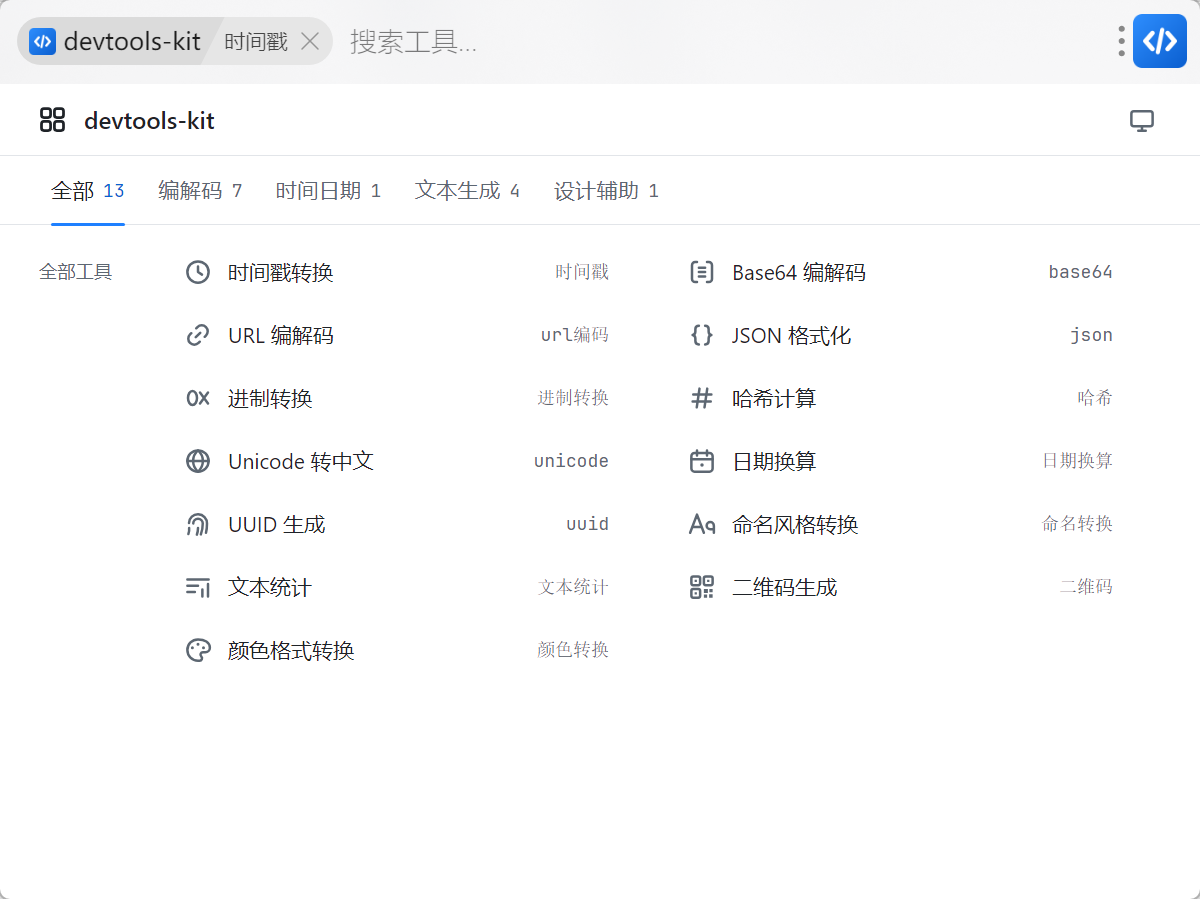 devtools-kit 时间戳 搜索工具...
devtools-kit
全部 13 编解码 7 时间日期 1 文本生成 4 设计辅助 1
全部工具 时间戳转换 时间戳 Base64 编解码 base64
URL 编解码 url编码 JSON 格式化 json
0X 进制转换 进制转换 哈希计算 哈希
Unicode 转中文 unicode 日期换算 日期换算
UUID 生成 uuid Aq 命名风格转换 命名转换
文本统计 文本统计 二维码生成 二维码
颜色格式转换 颜色转换